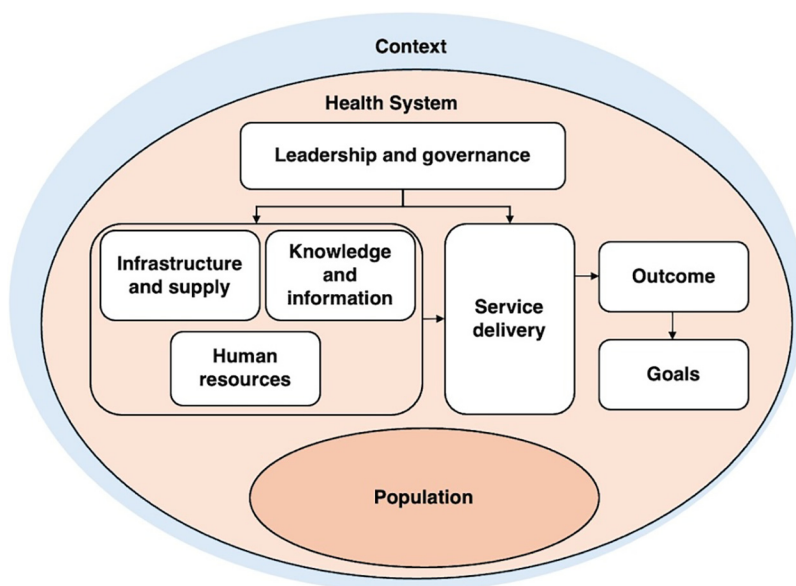 Context
Health System
Leadership and governance
Infrastructure
and supply
Knowledge
and
information
Human
resources
Service
delivery
Outcome
Goals
Population